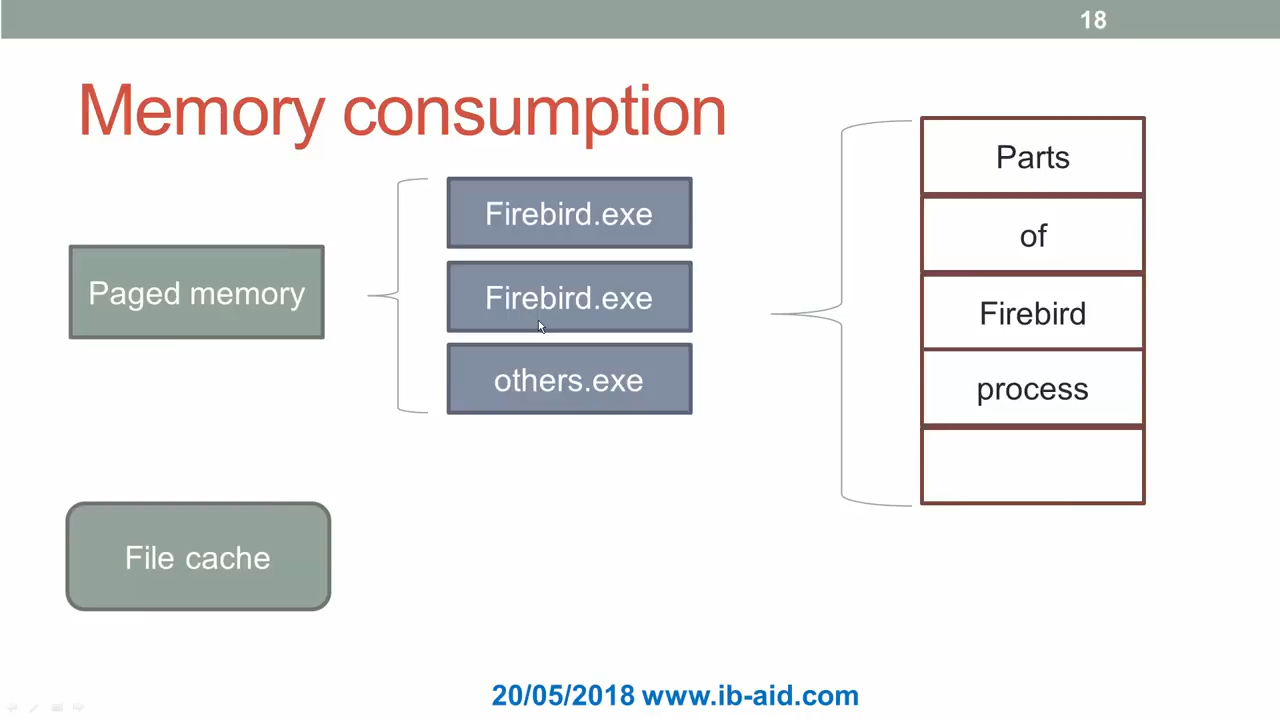 18
Memory consumption
Paged memory
Firebird.exe
Firebird.exe
others.exe
Parts
of
Firebird
process
File cache
20/05/2018 www.ib-aid.com